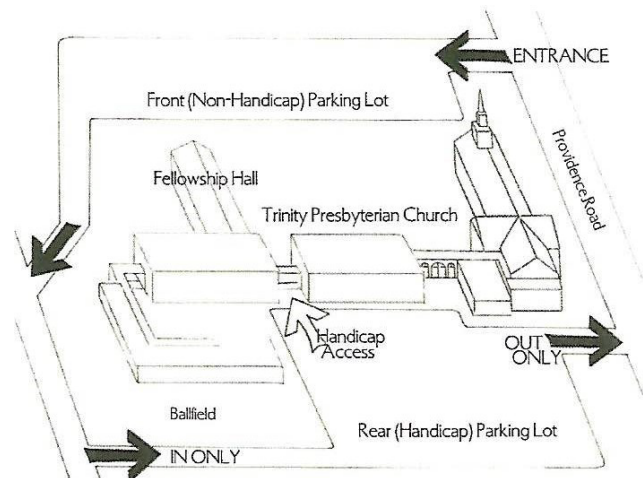 ENTRANCE
Front (Non-Handicap) Parking Lot
Providence Road
Fellowship Hall
Trinity Presbyterian Church
Handicap
Access
OUT
ONLY
Ballfield
Rear (Handicap) Parking Lot
IN ONLY